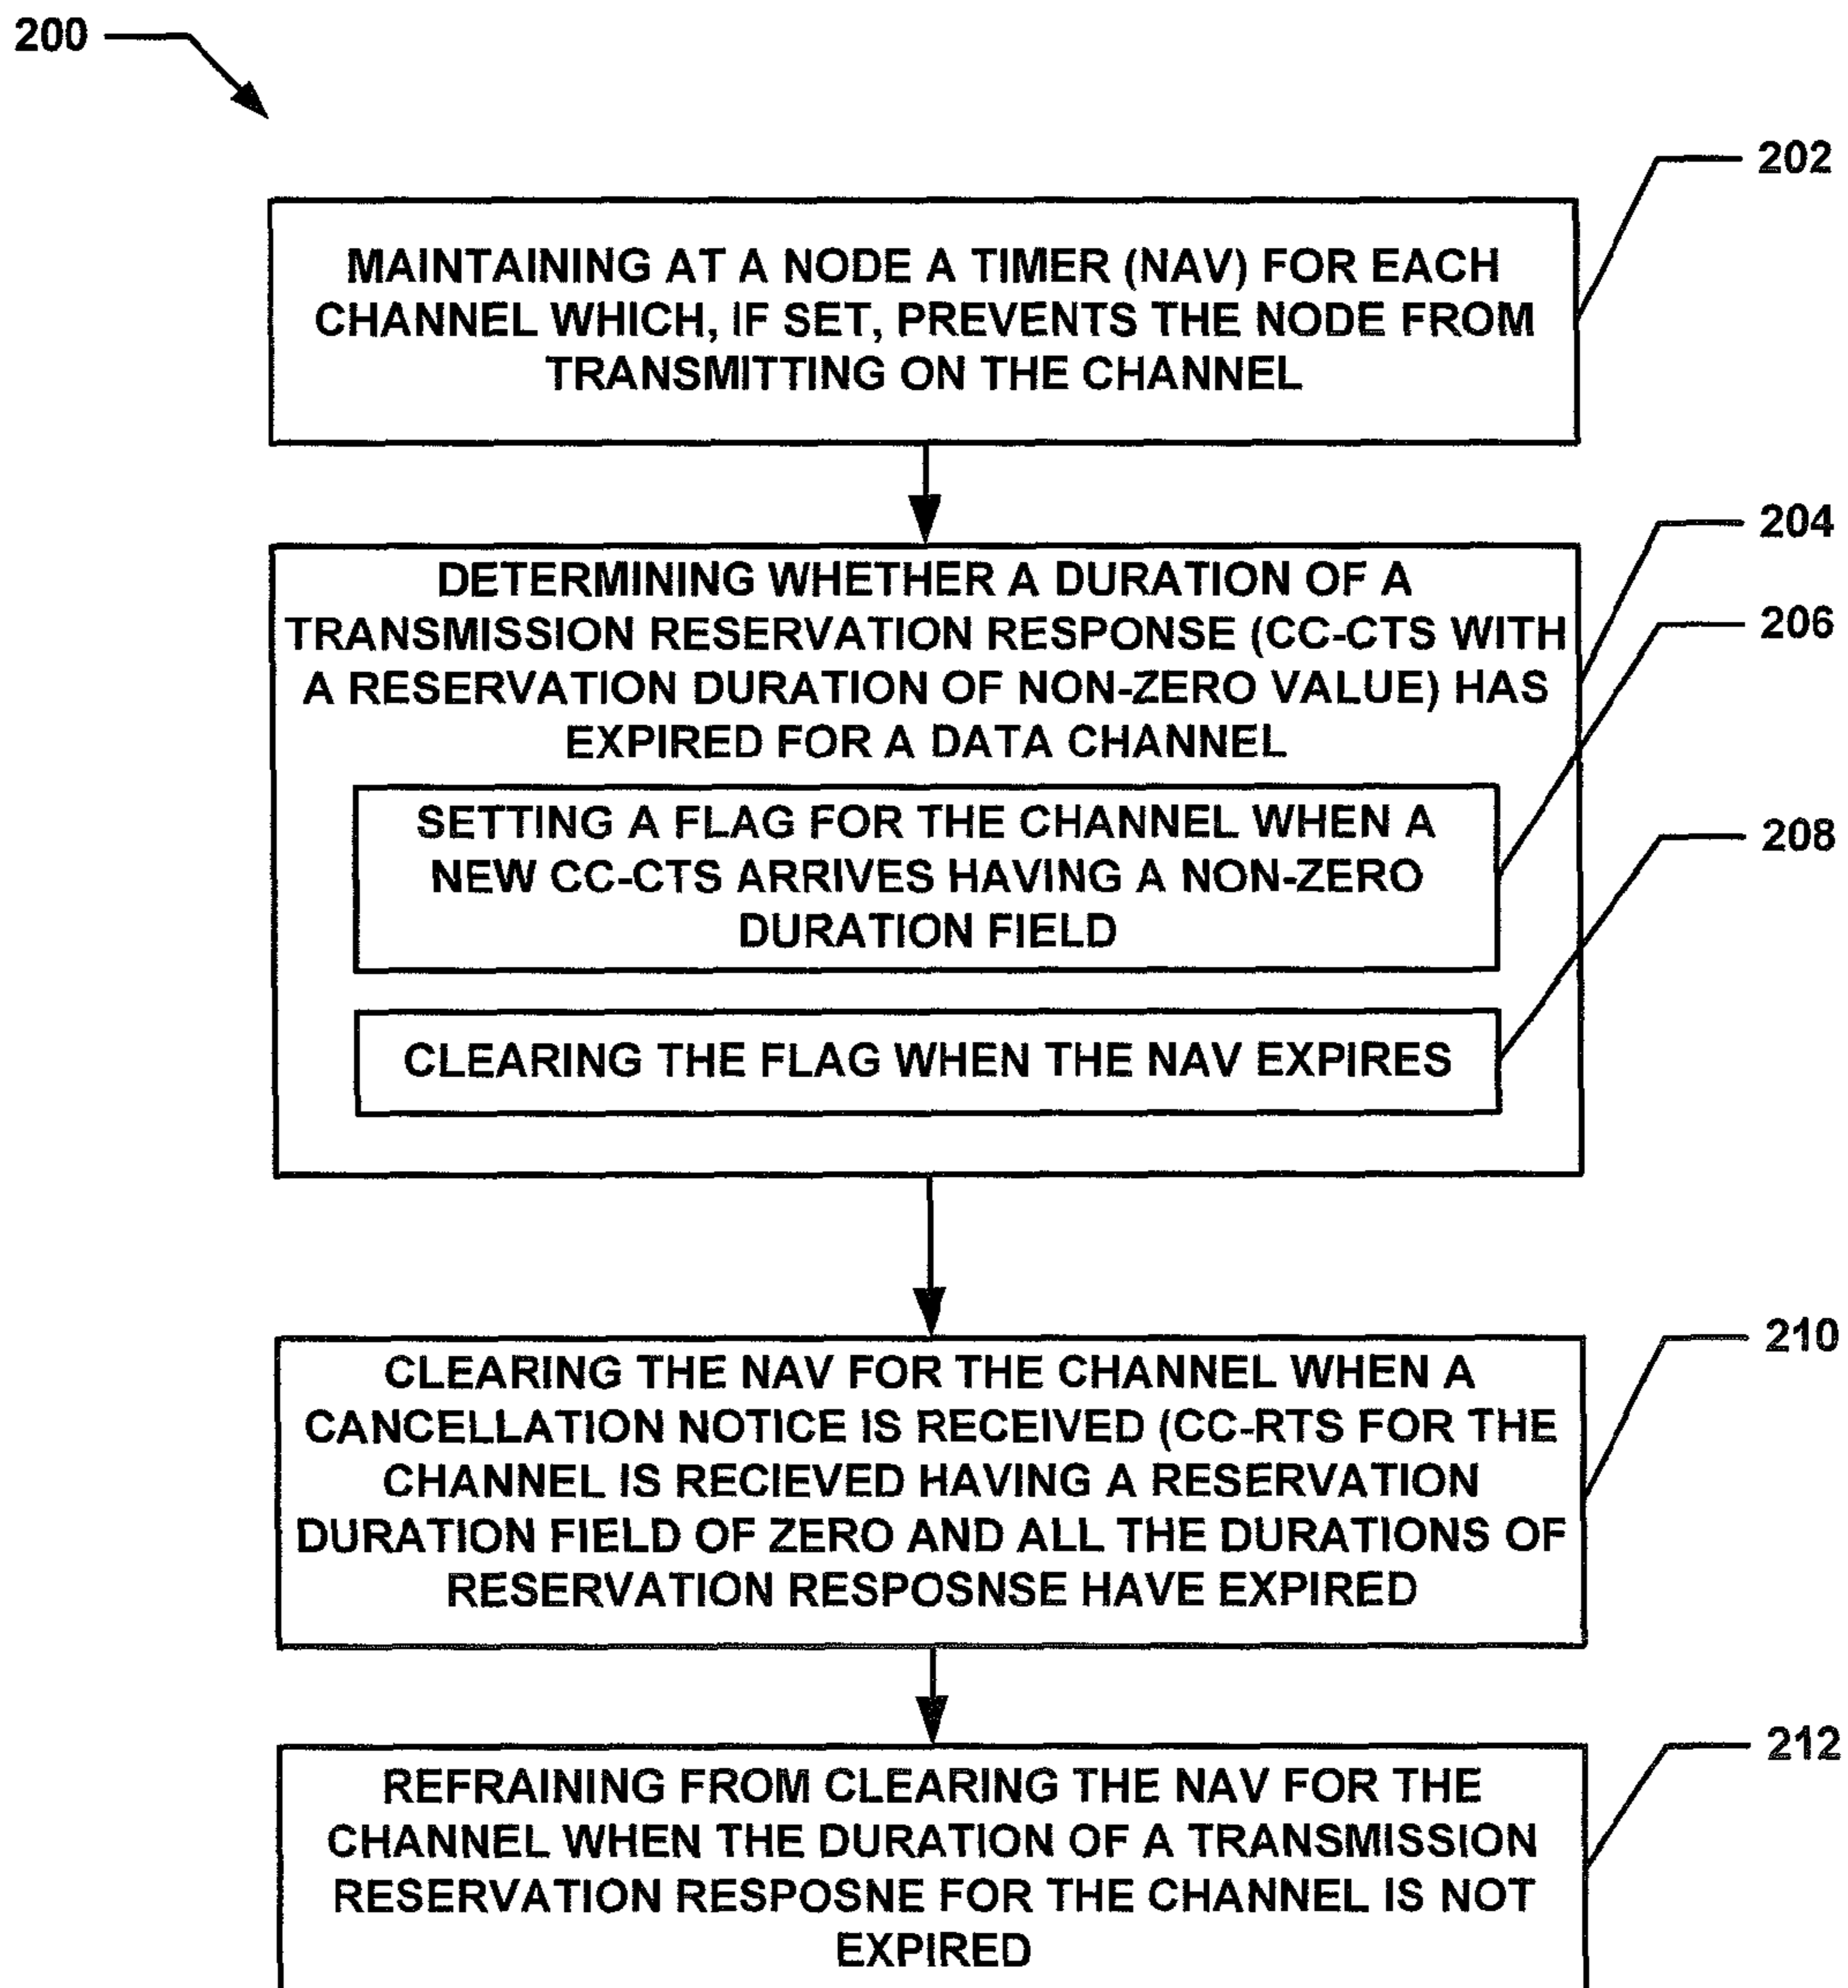 200
202
MAINTAINING AT A NODE A TIMER (NAV) FOR EACH
CHANNEL WHICH, IF SET, PREVENTS THE NODE FROM
TRANSMITTING ON THE CHANNEL
204
DETERMINING WHETHER A DURATION OF A
TRANSMISSION RESERVATION RESPONSE (CC-CTS WITH
A RESERVATION DURATION OF NON-ZERO VALUE) HAS
EXPIRED FOR A DATA CHANNEL
206
SETTING A FLAG FOR THE CHANNEL WHEN A
NEW CC-CTS ARRIVES HAVING A NON-ZERO
DURATION FIELD
208
CLEARING THE FLAG WHEN THE NAV EXPIRES
210
CLEARING THE NAV FOR THE CHANNEL WHEN A
CANCELLATION NOTICE IS RECEIVED (CC-RTS FOR THE
CHANNEL IS RECIEVED HAVING A RESERVATION
DURATION FIELD OF ZERO AND ALL THE DURATIONS OF
RESERVATION RESPOSNSE HAVE EXPIRED
212
REFRAINING FROM CLEARING THE NAV FOR THE
CHANNEL WHEN THE DURATION OF A TRANSMISSION
RESERVATION RESPOSNE FOR THE CHANNEL IS NOT
EXPIRED